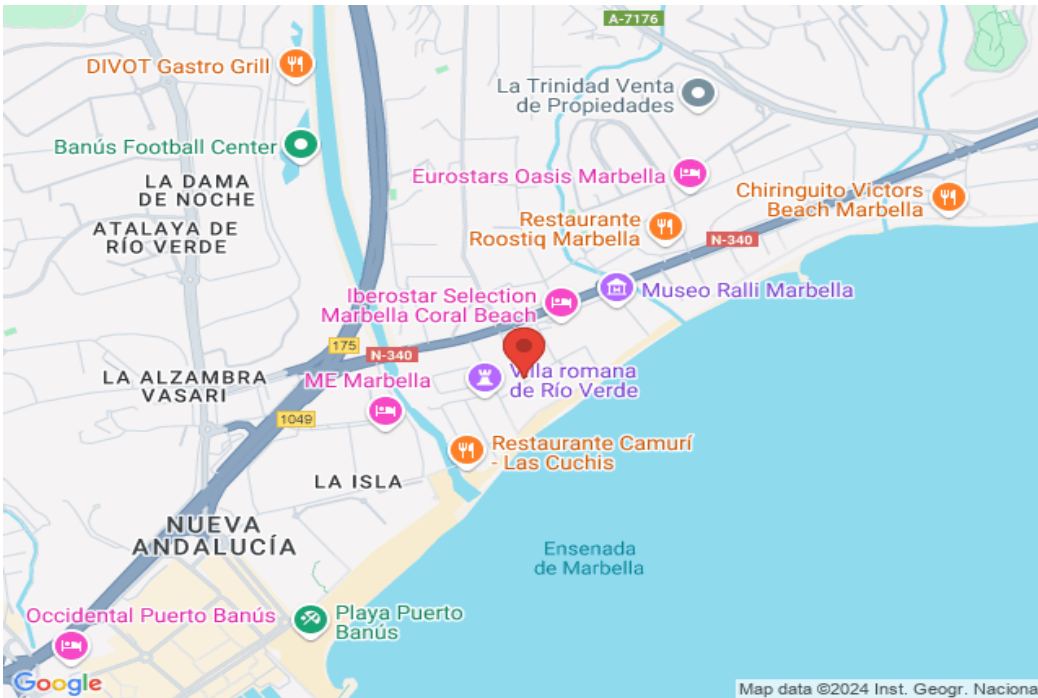 A-7176
DIVOT Gastro Grill
La Trinidad Venta
de Propiedades
Banús Football Center
Eurostars Oasis Marbella
LA DAMA
DE NOCHE
Chiringuito Victors
Beach Marbella
Restaurante
Roostiq Marbella
ATALAYA DE
RÍO VERDE
N-340
Museo Ralli Marbella
Iberostar Selection
Marbella Coral Beach
175
N-340
Villa romana
de Río Verde
LA ALZAMBRA
VASARI
ME Marbella
1049
Restaurante Camurí
- Las Cuchis
LA ISLA
NUEVA
ANDALUCÍA
Ensenada
de Marbella
Occidental Puerto Banús
Playa Puerto
Banús
Google
Map data ©2024 Inst. Geogr. Naciona